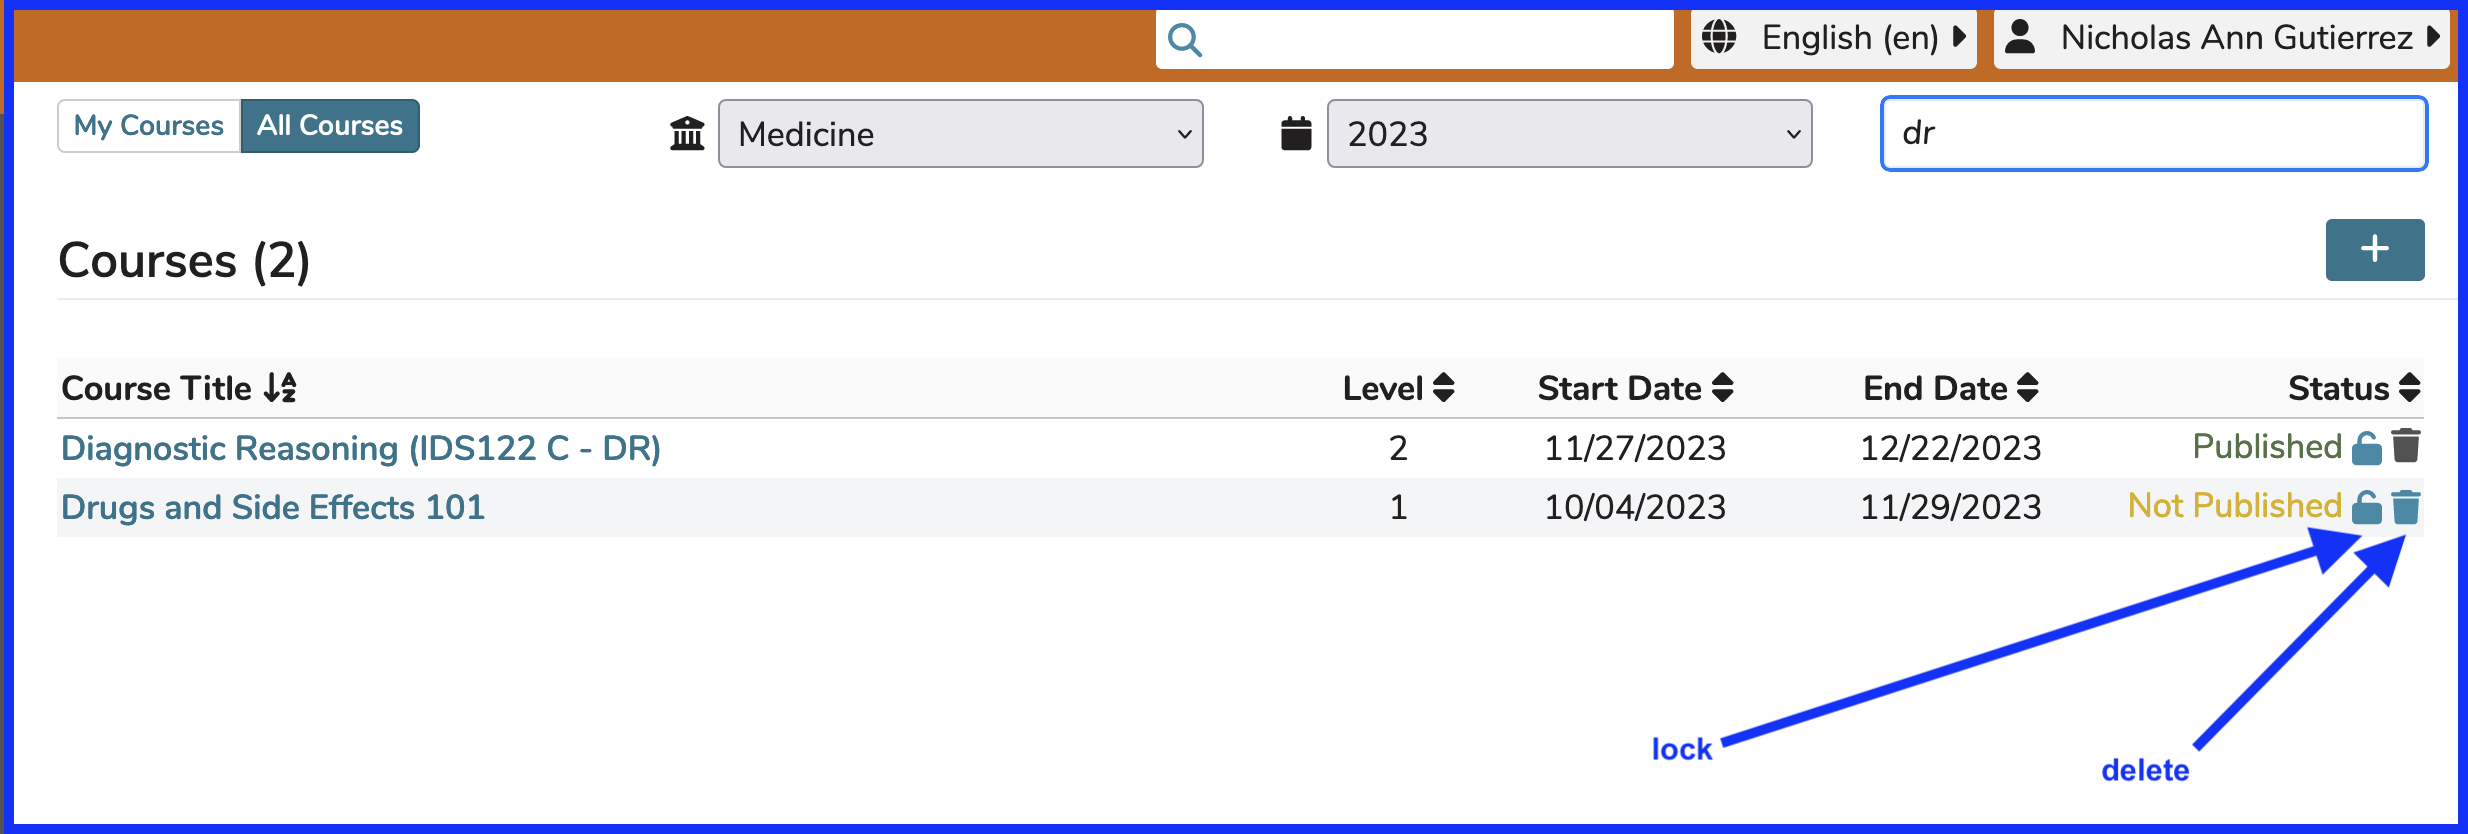 English (en) Nicholas Ann Gutierrez
My Courses All Courses Medicine 2023 dr
Courses (2)
Course Title Level Start Date End Date Status
Diagnostic Reasoning (IDS122 C - DR) 2 11/27/2023 12/22/2023 Published
Drugs and Side Effects 101 1 10/04/2023 11/29/2023 Not Published
lock
delete